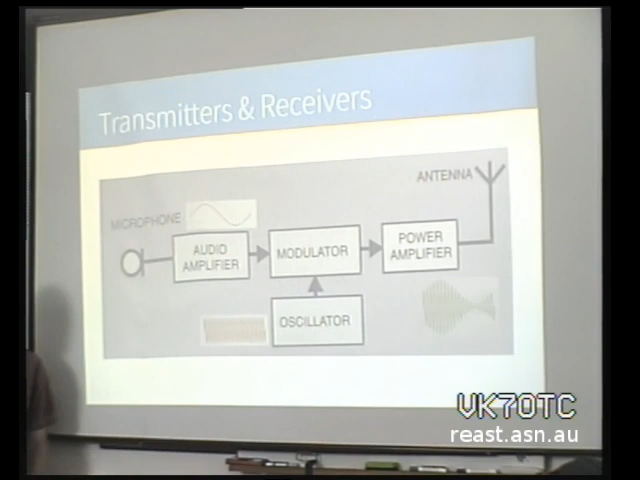 Transmitters & Receivers
ANTENNA
MICROPHONE
AUDIO
AMPLIFIER
MODULATOR
POWER
AMPLIFIER
OSCILLATOR
VK7OTC
reast.asn.au